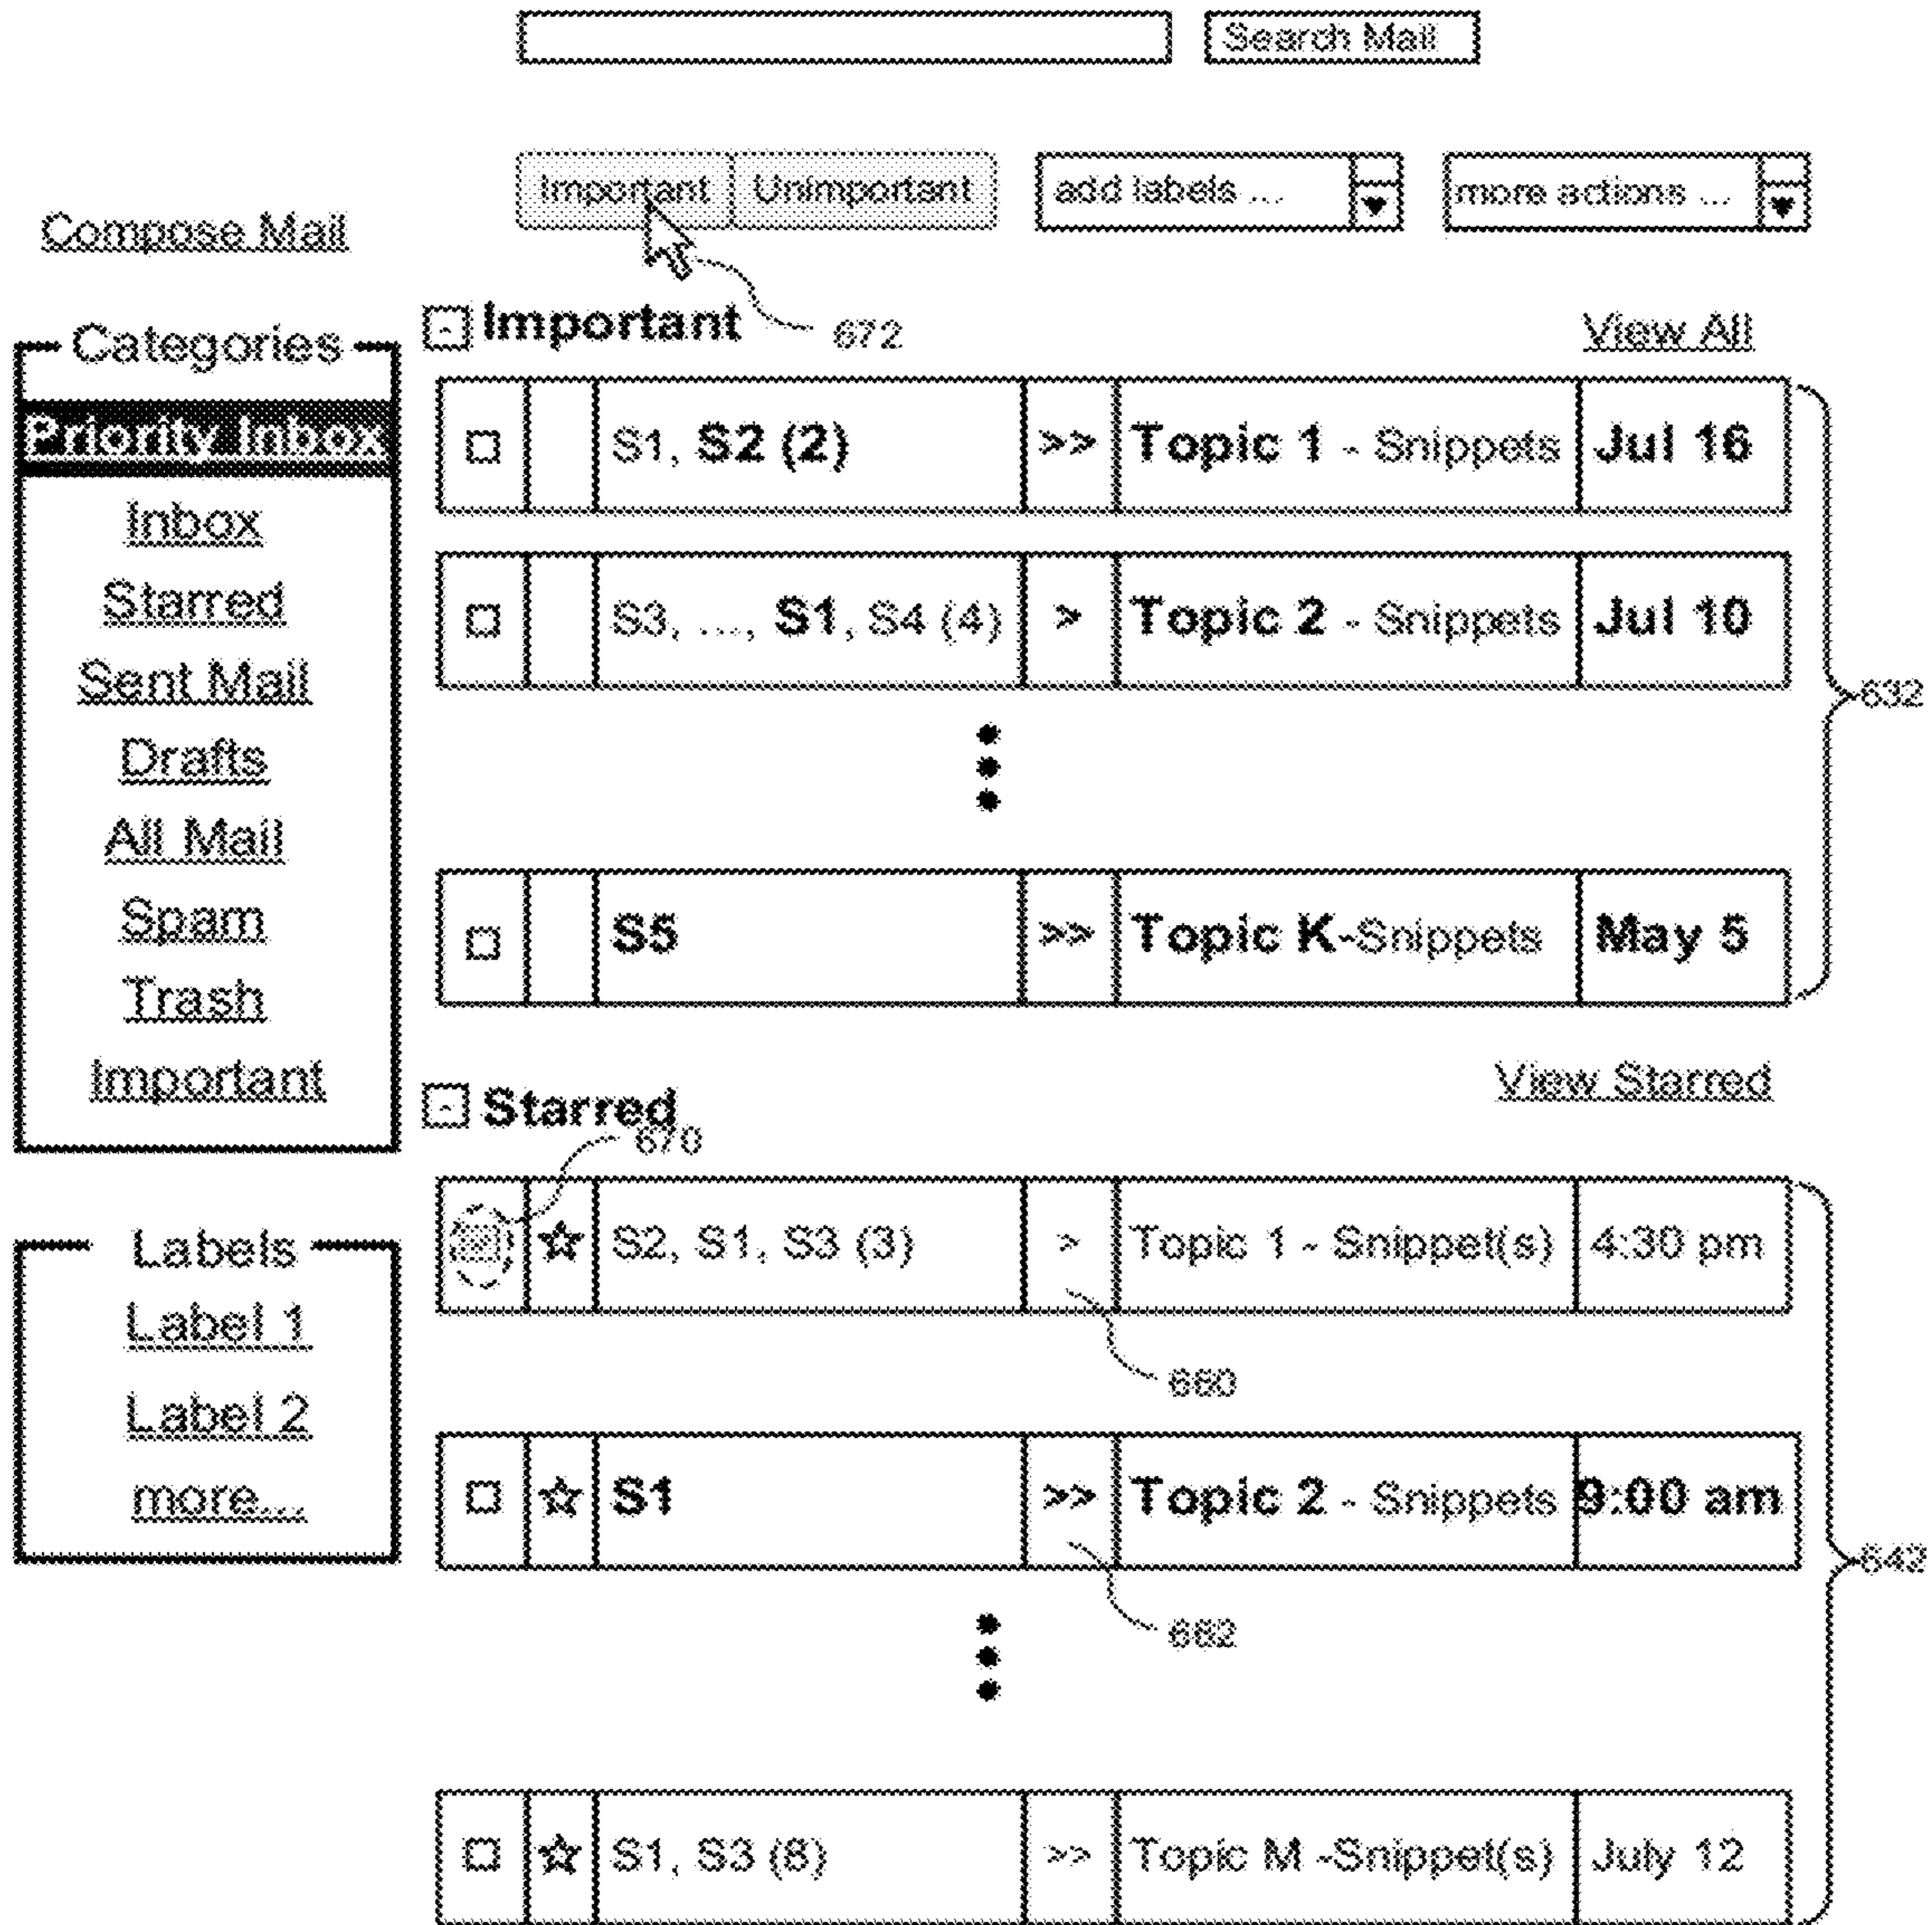 Search Mail
Important Unimportant add labels ... more actions ...
Compose Mail
672
Categories
Priority Inbox
Inbox
Starred
Sent Mail
Drafts
All Mail
Spam
Trash
Important
Labels
Label 1
Label 2
more...
- Important View All
S1, S2 (2) >> Topic 1 - Snippets Jul 16
S3, ..., S1, S4 (4) > Topic 2 - Snippets Jul 10
632
S5 >> Topic K-Snippets May 5
- Starred View Starred
670
S2, S1, S3 (3) > Topic 1 - Snippet(s) 4:30 pm
660
S1 >> Topic 2 - Snippets 9:00 am
642
662
S1, S3 (8) >> Topic M -Snippet(s) July 12